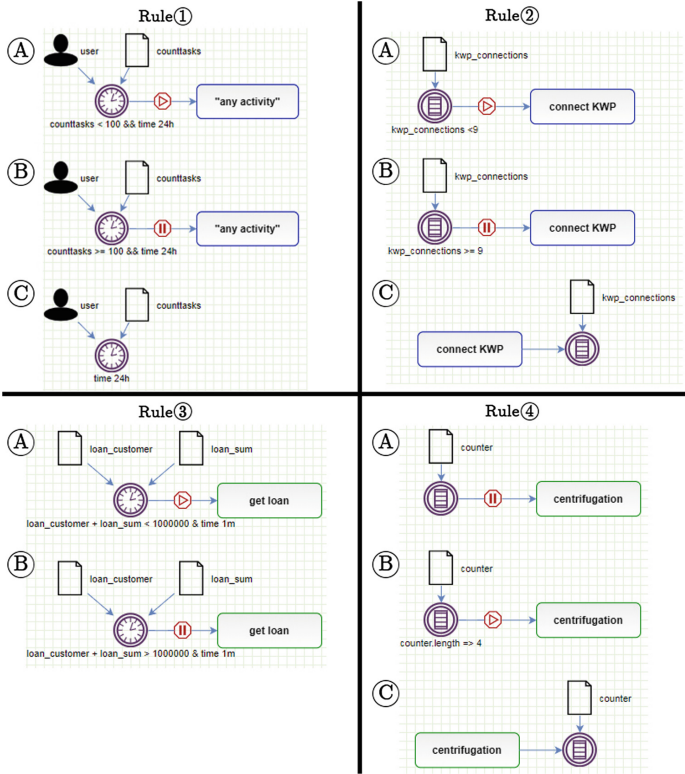 Rule①
Ⓐ
user
counttasks
"any activity"
counttasks < 100 && time 24h
Ⓑ
user
counttasks
"any activity"
counttasks >= 100 && time 24h
Ⓒ
user
counttasks
time 24h
Rule②
Ⓐ
kwp_connections
connect KWP
kwp_connections <9
Ⓑ
kwp_connections
connect KWP
kwp_connections >= 9
Ⓒ
kwp_connections
connect KWP
Rule③
Ⓐ
loan_customer
loan_sum
get loan
loan_customer + loan_sum < 1000000 & time 1m
Ⓑ
loan_customer
loan_sum
get loan
loan_customer + loan_sum > 1000000 & time 1m
Rule④
Ⓐ
counter
centrifugation
Ⓑ
counter
centrifugation
counter.length => 4
Ⓒ
counter
centrifugation